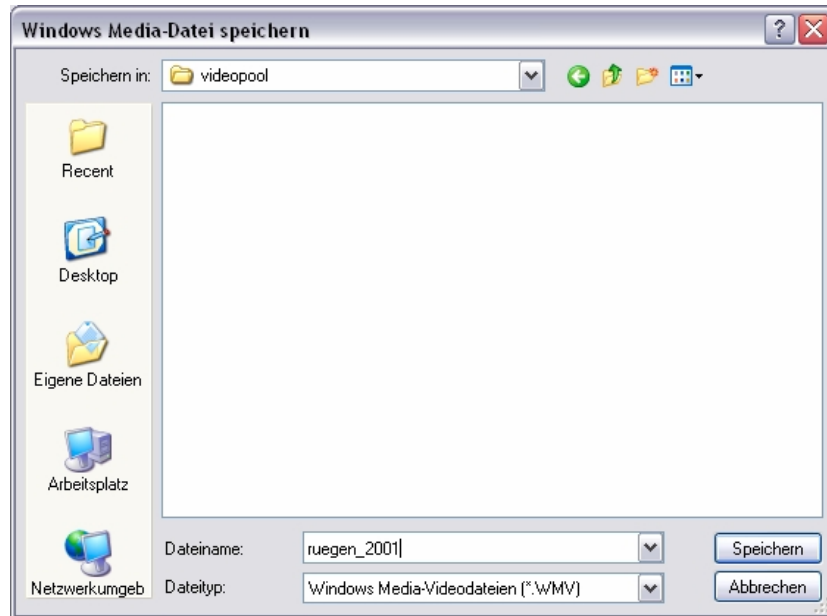 Windows Media-Datei speichern
Speichern in: videopool
Recent
Desktop
Eigene Dateien
Arbeitsplatz
Netzwerkumgeb
Dateiname: ruegen_2001
Speichern
Dateityp: Windows Media-Videodateien (*.WMV)
Abbrechen